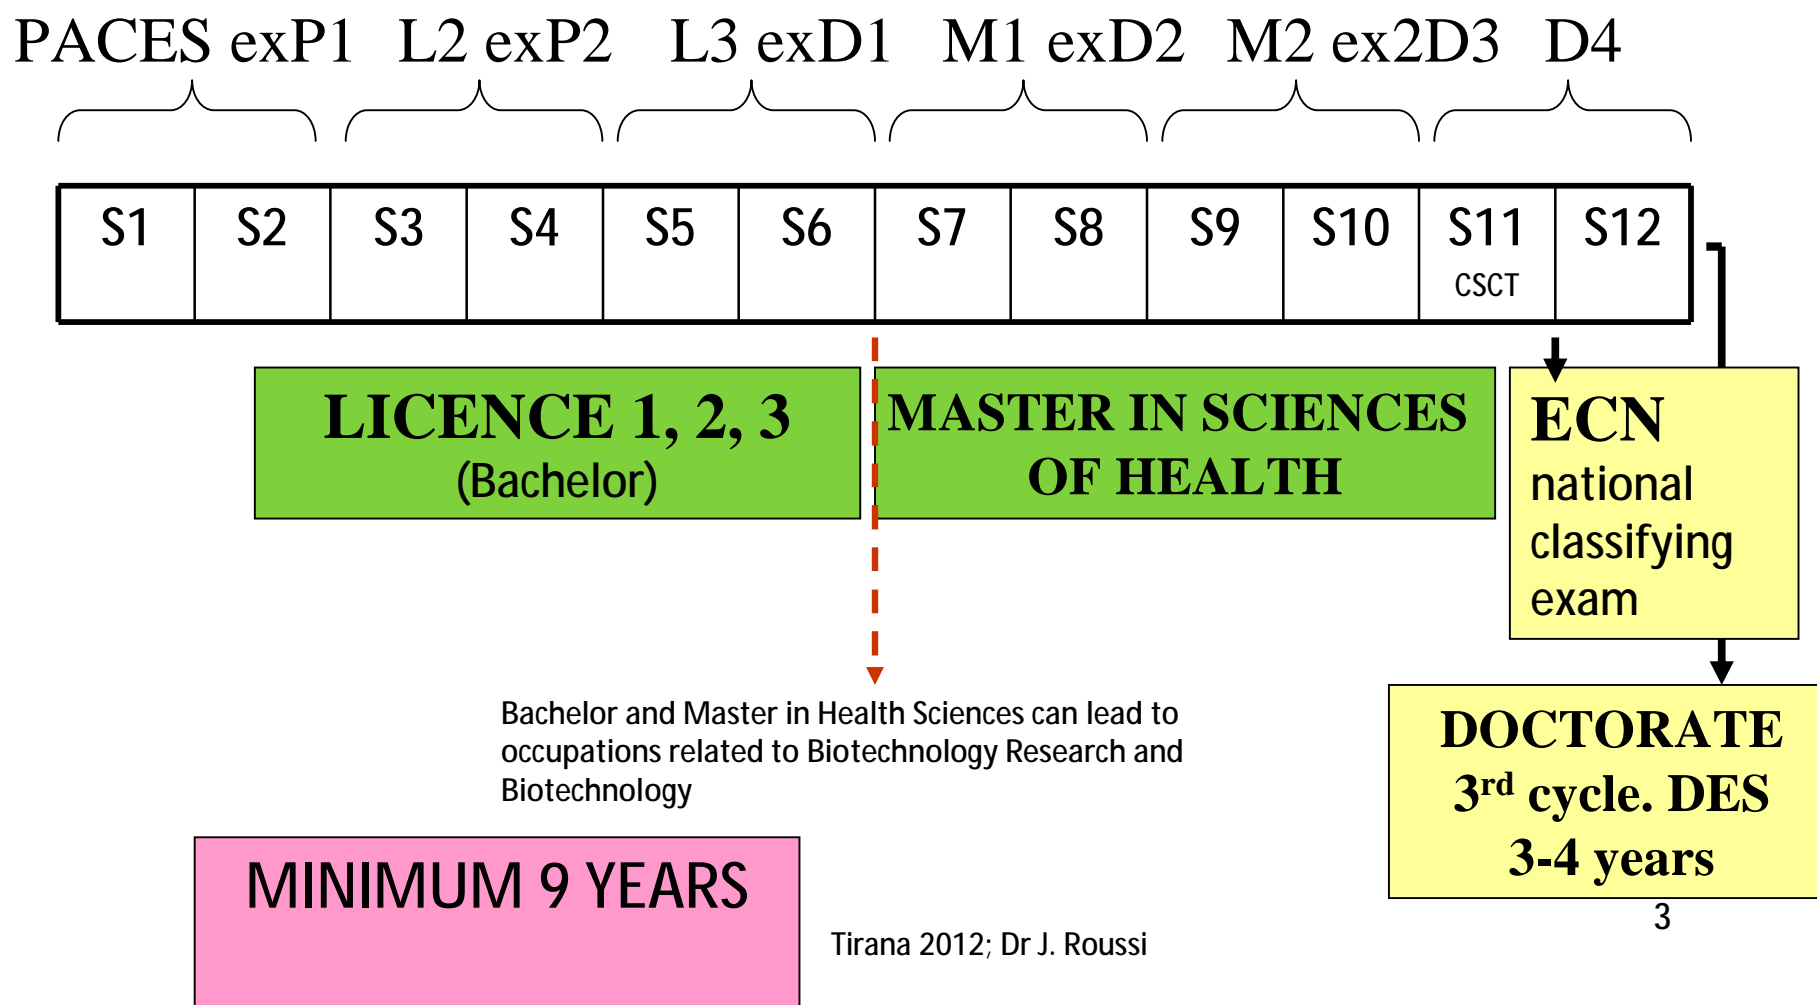 PACES exP1 L2 exP2 L3 exD1 M1 exD2 M2 ex2D3 D4
S1 S2 S3 S4 S5 S6 S7 S8 S9 S10 S11 S12
CSCT
LICENCE 1, 2, 3
(Bachelor)
MASTER IN SCIENCES
OF HEALTH
ECN
national
classifying
exam
Bachelor and Master in Health Sciences can lead to
occupations related to Biotechnology Research and
Biotechnology
DOCTORATE
3rd cycle. DES
3-4 years
MINIMUM 9 YEARS
Tirana 2012; Dr J. Roussi
3